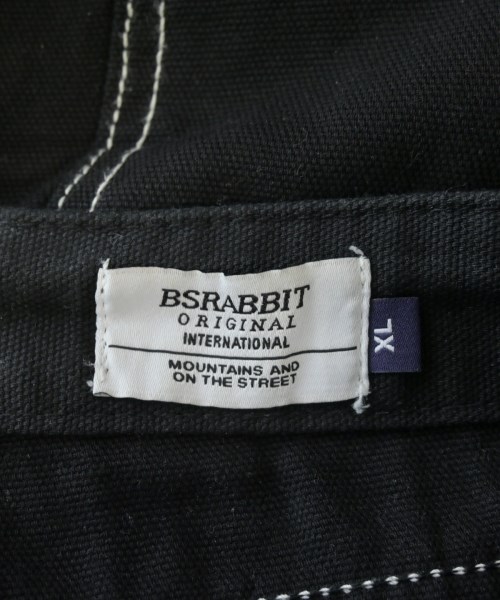 BSRABBIT
ORIGINAL
INTERNATIONAL
MOUNTAINS AND
ON THE STREET
XL